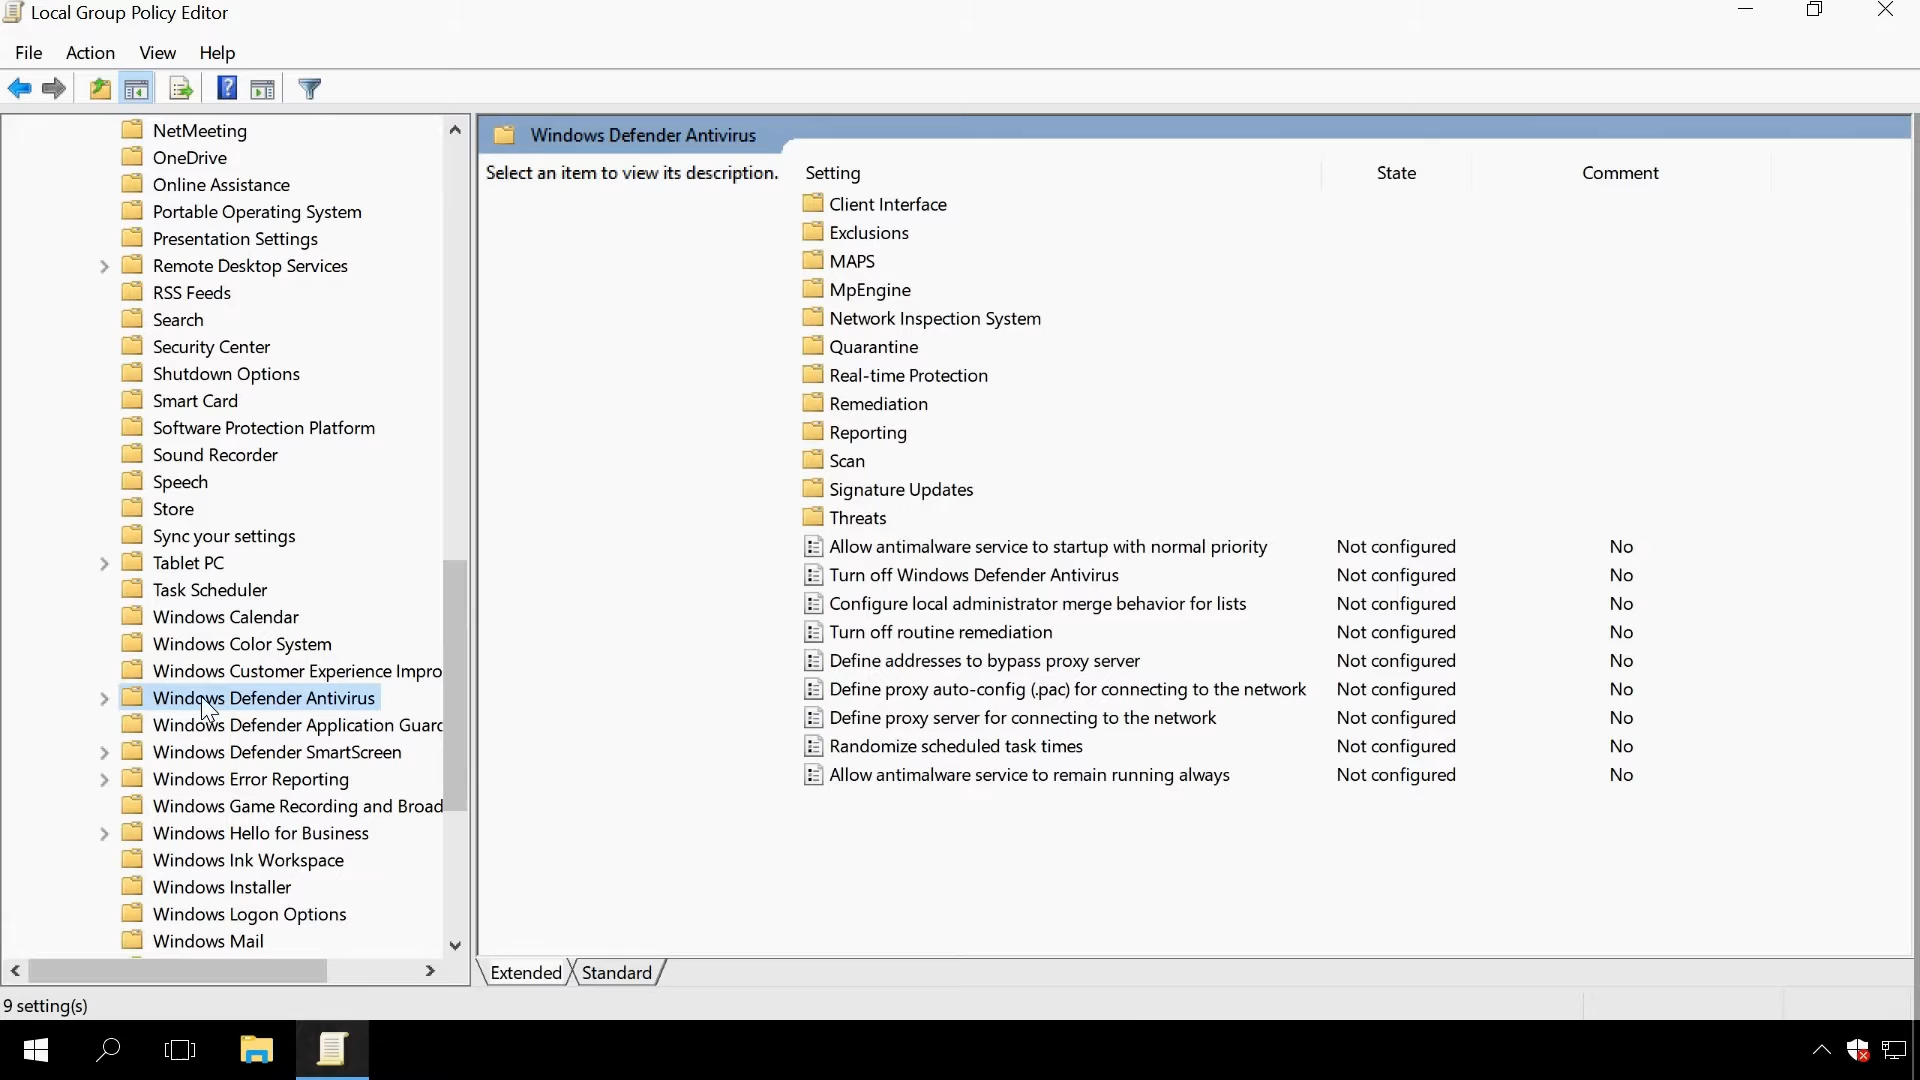 Local Group Policy Editor
File Action View Help
NetMeeting
OneDrive
Online Assistance
Portable Operating System
Presentation Settings
Remote Desktop Services
RSS Feeds
Search
Security Center
Shutdown Options
Smart Card
Software Protection Platform
Sound Recorder
Speech
Store
Sync your settings
Tablet PC
Task Scheduler
Windows Calendar
Windows Color System
Windows Customer Experience Impro
Windows Defender Antivirus
Windows Defender Application Guarc
Windows Defender SmartScreen
Windows Error Reporting
Windows Game Recording and Broad
Windows Hello for Business
Windows Ink Workspace
Windows Installer
Windows Logon Options
Windows Mail
Windows Defender Antivirus
Select an item to view its description.
Setting State Comment
Client Interface
Exclusions
MAPS
MpEngine
Network Inspection System
Quarantine
Real-time Protection
Remediation
Reporting
Scan
Signature Updates
Threats
Allow antimalware service to startup with normal priority Not configured No
Turn off Windows Defender Antivirus Not configured No
Configure local administrator merge behavior for lists Not configured No
Turn off routine remediation Not configured No
Define addresses to bypass proxy server Not configured No
Define proxy auto-config (.pac) for connecting to the network Not configured No
Define proxy server for connecting to the network Not configured No
Randomize scheduled task times Not configured No
Allow antimalware service to remain running always Not configured No
Extended Standard
9 setting(s)